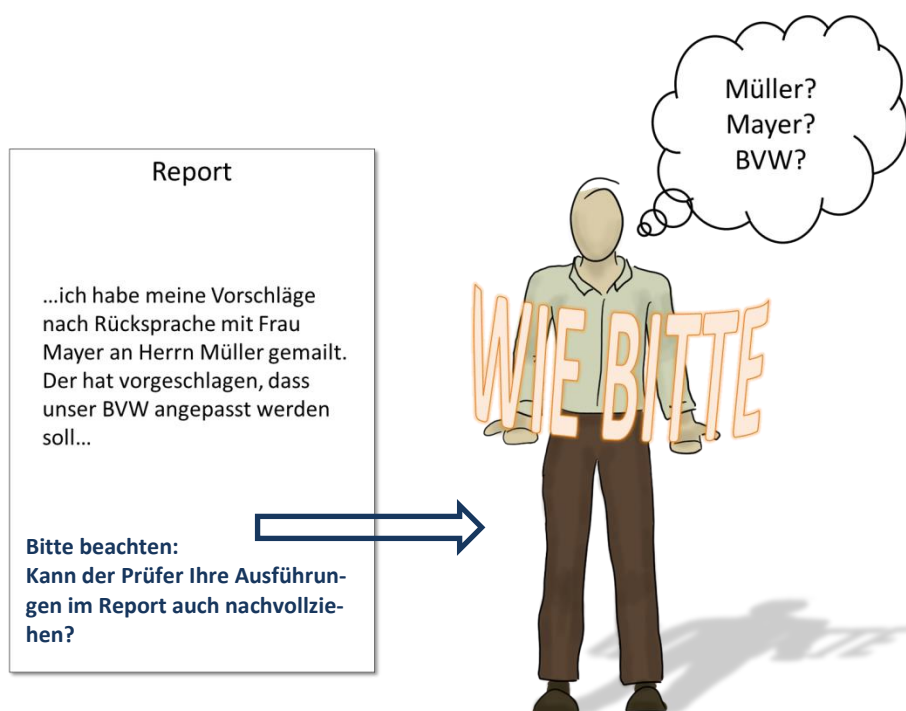 Report
...ich habe meine Vorschläge
nach Rücksprache mit Frau
Mayer an Herrn Müller gemailt.
Der hat vorgeschlagen, dass
unser BVW angepasst werden
soll...
Bitte beachten:
Kann der Prüfer Ihre Ausführun-
gen im Report auch nachvollzie-
hen?
Müller?
Mayer?
BVW?
WIE BITTE